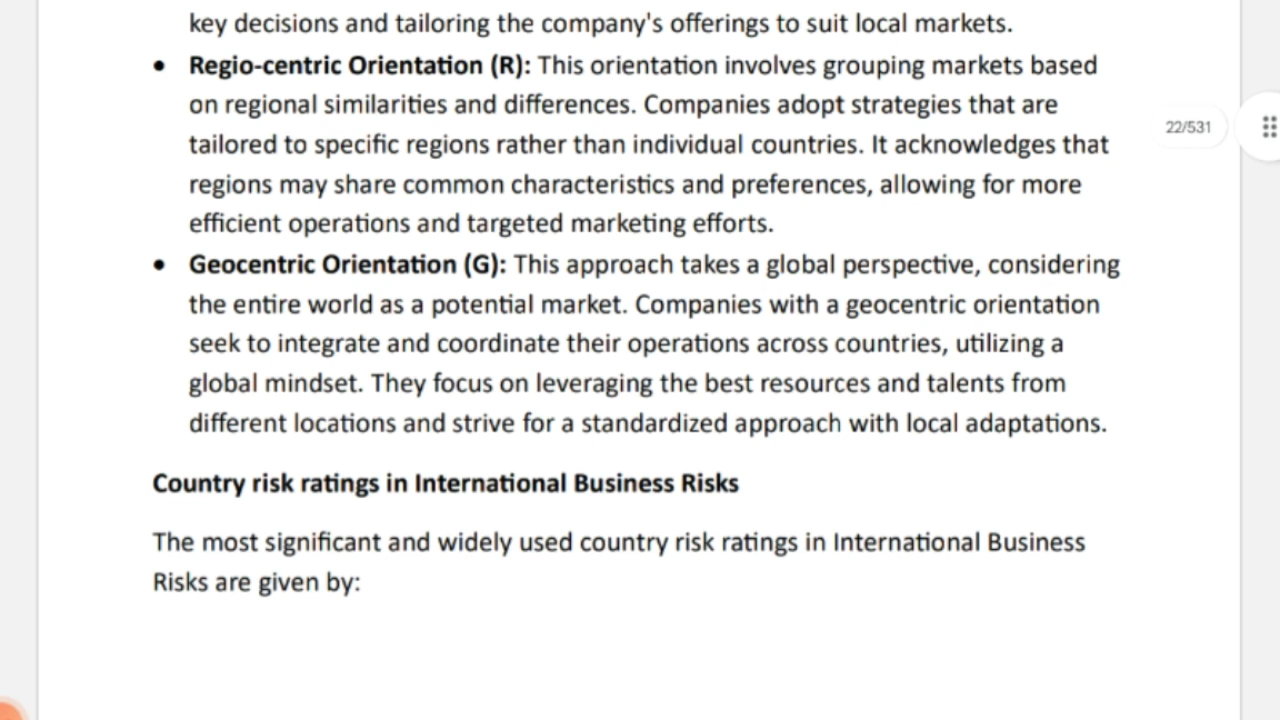 key decisions and tailoring the company's offerings to suit local markets.
• Regio-centric Orientation (R): This orientation involves grouping markets based
on regional similarities and differences. Companies adopt strategies that are
tailored to specific regions rather than individual countries. It acknowledges that
regions may share common characteristics and preferences, allowing for more
efficient operations and targeted marketing efforts.
• Geocentric Orientation (G): This approach takes a global perspective, considering
the entire world as a potential market. Companies with a geocentric orientation
seek to integrate and coordinate their operations across countries, utilizing a
global mindset. They focus on leveraging the best resources and talents from
different locations and strive for a standardized approach with local adaptations.
Country risk ratings in International Business Risks
The most significant and widely used country risk ratings in International Business
Risks are given by:
22/531